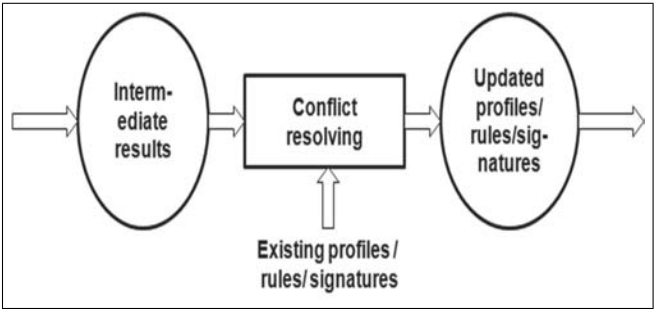 Interm-
ediate
results
Conflict
resolving
Updated
profiles/
rules/sig-
natures
Existing profiles /
rules/ signatures